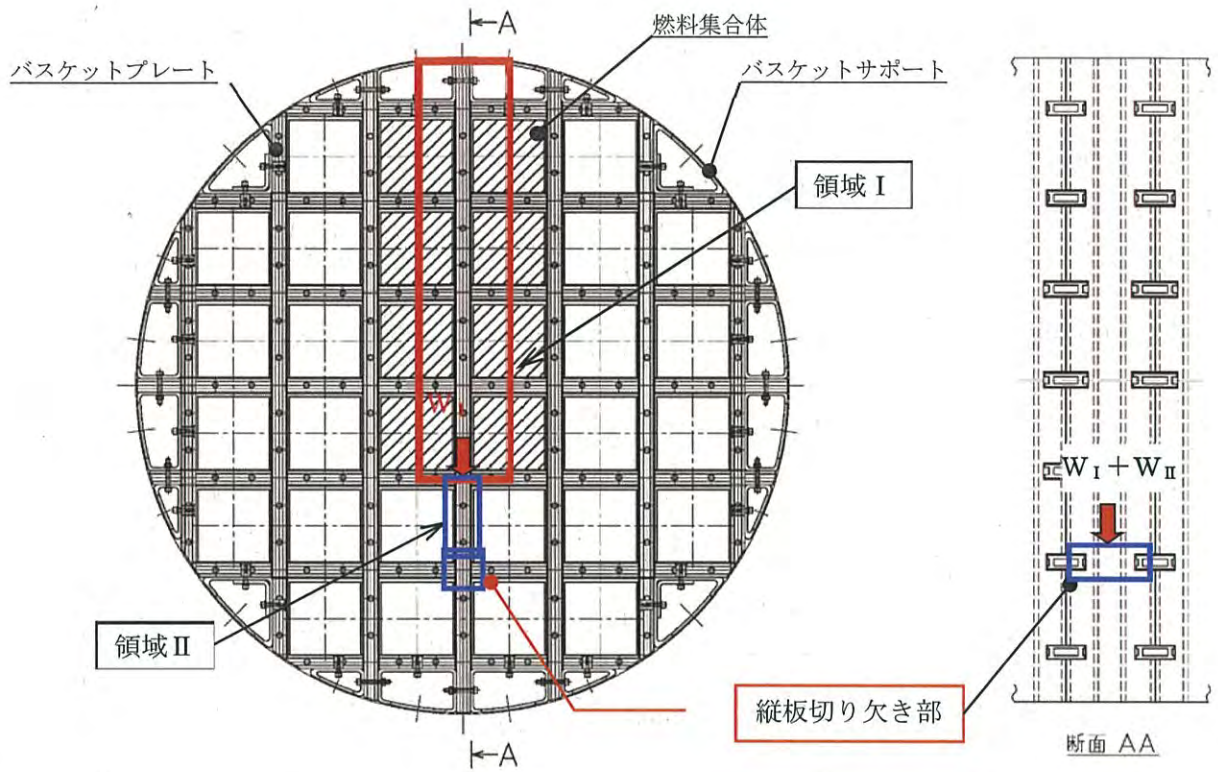 A
燃料集合体
バスケットプレート
バスケットサポート
領域Ⅰ
W I
W I＋W II
領域Ⅱ
縦板切り欠き部
A
断面 AA